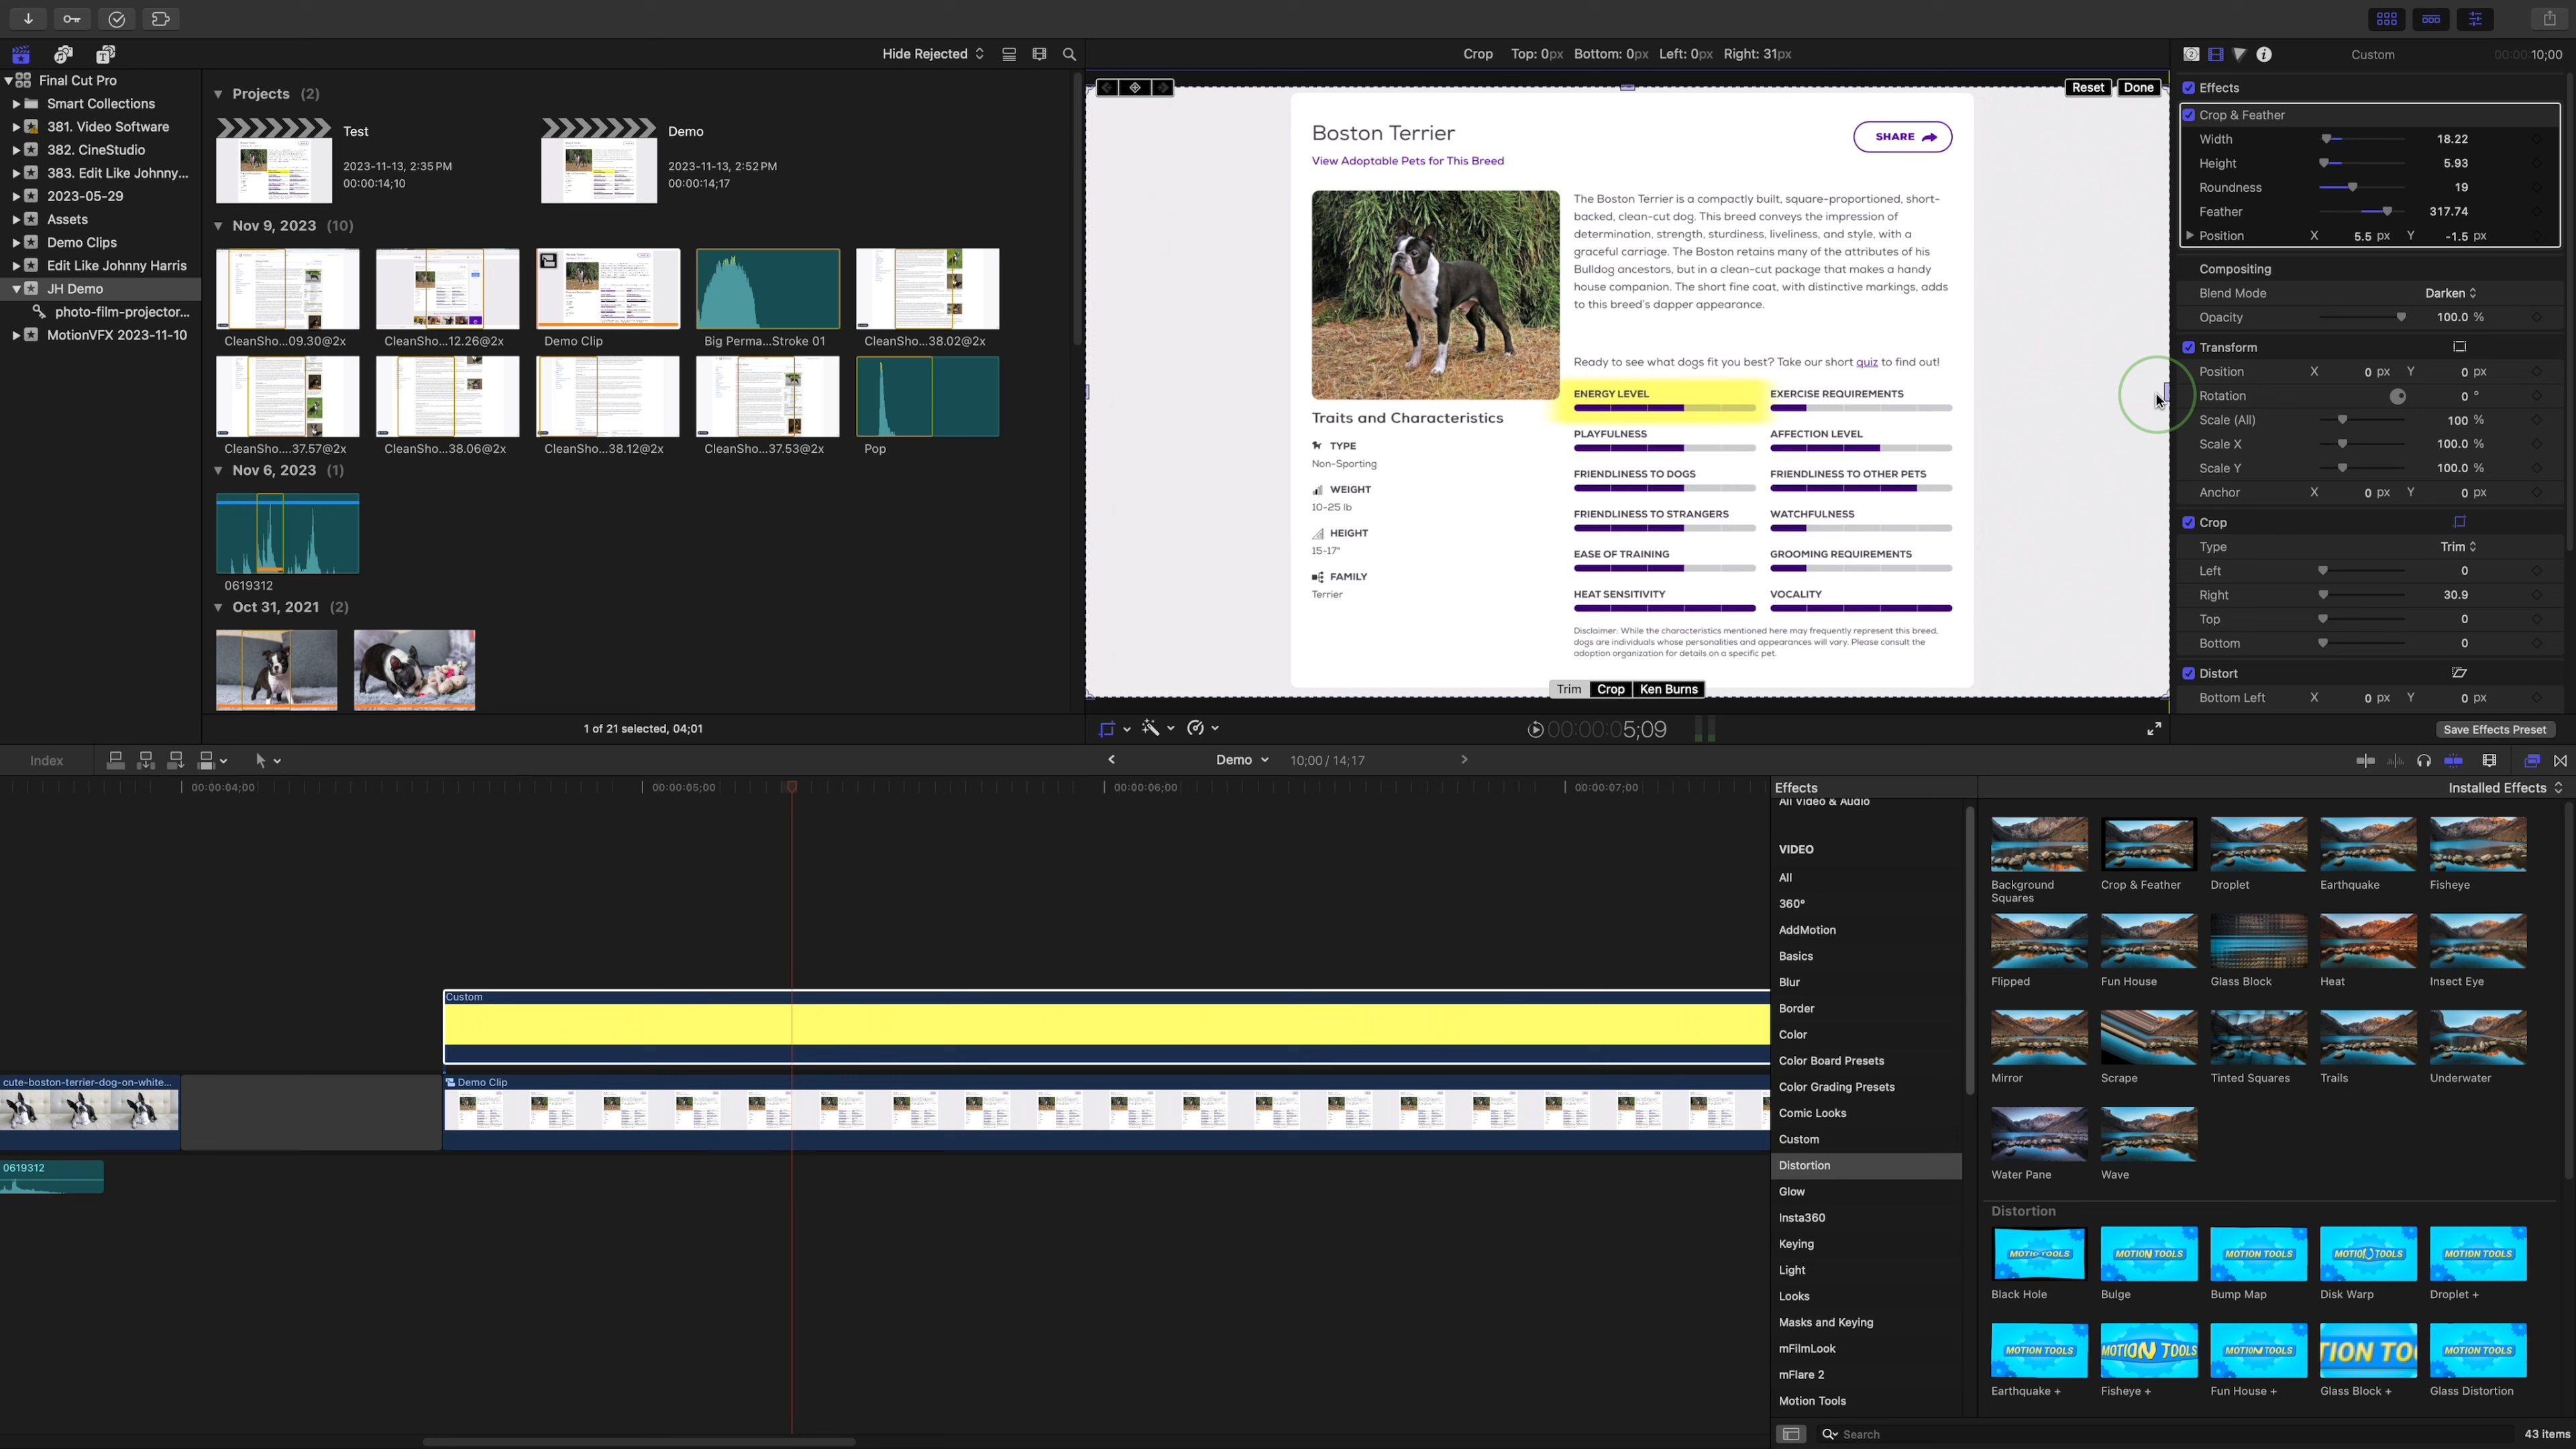 Hide Rejected
Crop Top: 0px Bottom: 0px Left: 0px Right: 31px
Custom
00:00:10;00
Final Cut Pro
Smart Collections
381. Video Software
382. CineStudio
383. Edit Like Johnny...
2023-05-29
Assets
Demo Clips
Edit Like Johnny Harris
JH Demo
photo-film-projector...
MotionVFX 2023-11-10
Projects (2)
Test
2023-11-13, 2:35 PM
00:00:14;10
Demo
2023-11-13, 2:52 PM
00:00:14;17
Nov 9, 2023 (10)
CleanSho...09.30@2x
CleanSho...12.26@2x
Demo Clip
Big Perma...Stroke 01
CleanSho...38.02@2x
CleanSho....37.57@2x
CleanSho...38.06@2x
CleanSho...38.12@2x
CleanSho...37.53@2x
Pop
Nov 6, 2023 (1)
0619312
Oct 31, 2021 (2)
1 of 21 selected, 04;01
Reset Done
Boston Terrier
View Adoptable Pets for This Breed
SHARE
The Boston Terrier is a compactly built, square-proportioned, short-
backed, clean-cut dog. This breed conveys the impression of
determination, strength, sturdiness, liveliness, and style, with a
graceful carriage. The Boston retains many of the attributes of his
Bulldog ancestors, but in a clean-cut package that makes a handy
house companion. The short fine coat, with distinctive markings, adds
to this breed's dapper appearance.
Ready to see what dogs fit you best? Take our short quiz to find out!
Traits and Characteristics
TYPE
Non-Sporting
WEIGHT
10-25 lb
HEIGHT
15-17"
FAMILY
Terrier
ENERGY LEVEL
EXERCISE REQUIREMENTS
PLAYFULNESS
AFFECTION LEVEL
FRIENDLINESS TO DOGS
FRIENDLINESS TO OTHER PETS
FRIENDLINESS TO STRANGERS
WATCHFULNESS
EASE OF TRAINING
GROOMING REQUIREMENTS
HEAT SENSITIVITY
VOCALITY
Disclaimer: While the characteristics mentioned here may frequently represent this breed,
dogs are individuals whose personalities and appearances will vary. Please consult the
adoption organization for details on a specific pet.
Trim Crop Ken Burns
00:00:05;09
Effects
Crop & Feather
Width 18.22
Height 5.93
Roundness 19
Feather 317.74
Position X 5.5 px Y -1.5 px
Compositing
Blend Mode Darken
Opacity 100.0 %
Transform
Position X 0 px Y 0 px
Rotation 0 °
Scale (All) 100 %
Scale X 100.0 %
Scale Y 100.0 %
Anchor X 0 px Y 0 px
Crop
Type Trim
Left 0
Right 30.9
Top 0
Bottom 0
Distort
Bottom Left X 0 px Y 0 px
Save Effects Preset
Index
Demo
10;00 / 14;17
00:00:04;00
00:00:05;00
00:00:06;00
00:00:07;00
Custom
cute-boston-terrier-dog-on-white...
Demo Clip
0619312
Effects
Installed Effects
All Video & Audio
VIDEO
All
360°
AddMotion
Basics
Blur
Border
Color
Color Board Presets
Color Grading Presets
Comic Looks
Custom
Distortion
Glow
Insta360
Keying
Light
Looks
Masks and Keying
mFilmLook
mFlare 2
Motion Tools
Background
Squares
Crop & Feather
Droplet
Earthquake
Fisheye
Flipped
Fun House
Glass Block
Heat
Insect Eye
Mirror
Scrape
Tinted Squares
Trails
Underwater
Water Pane
Wave
Distortion
MOTION TOOLS
MOTION TOOLS
MOTION TOOLS
MOTION TOOLS
MOTION TOOLS
Black Hole
Bulge
Bump Map
Disk Warp
Droplet +
MOTION TOOLS
MOTION TOOLS
MOTION TOOLS
TION TO
MOTION TOOLS
Earthquake +
Fisheye +
Fun House +
Glass Block +
Glass Distortion
Search
43 items